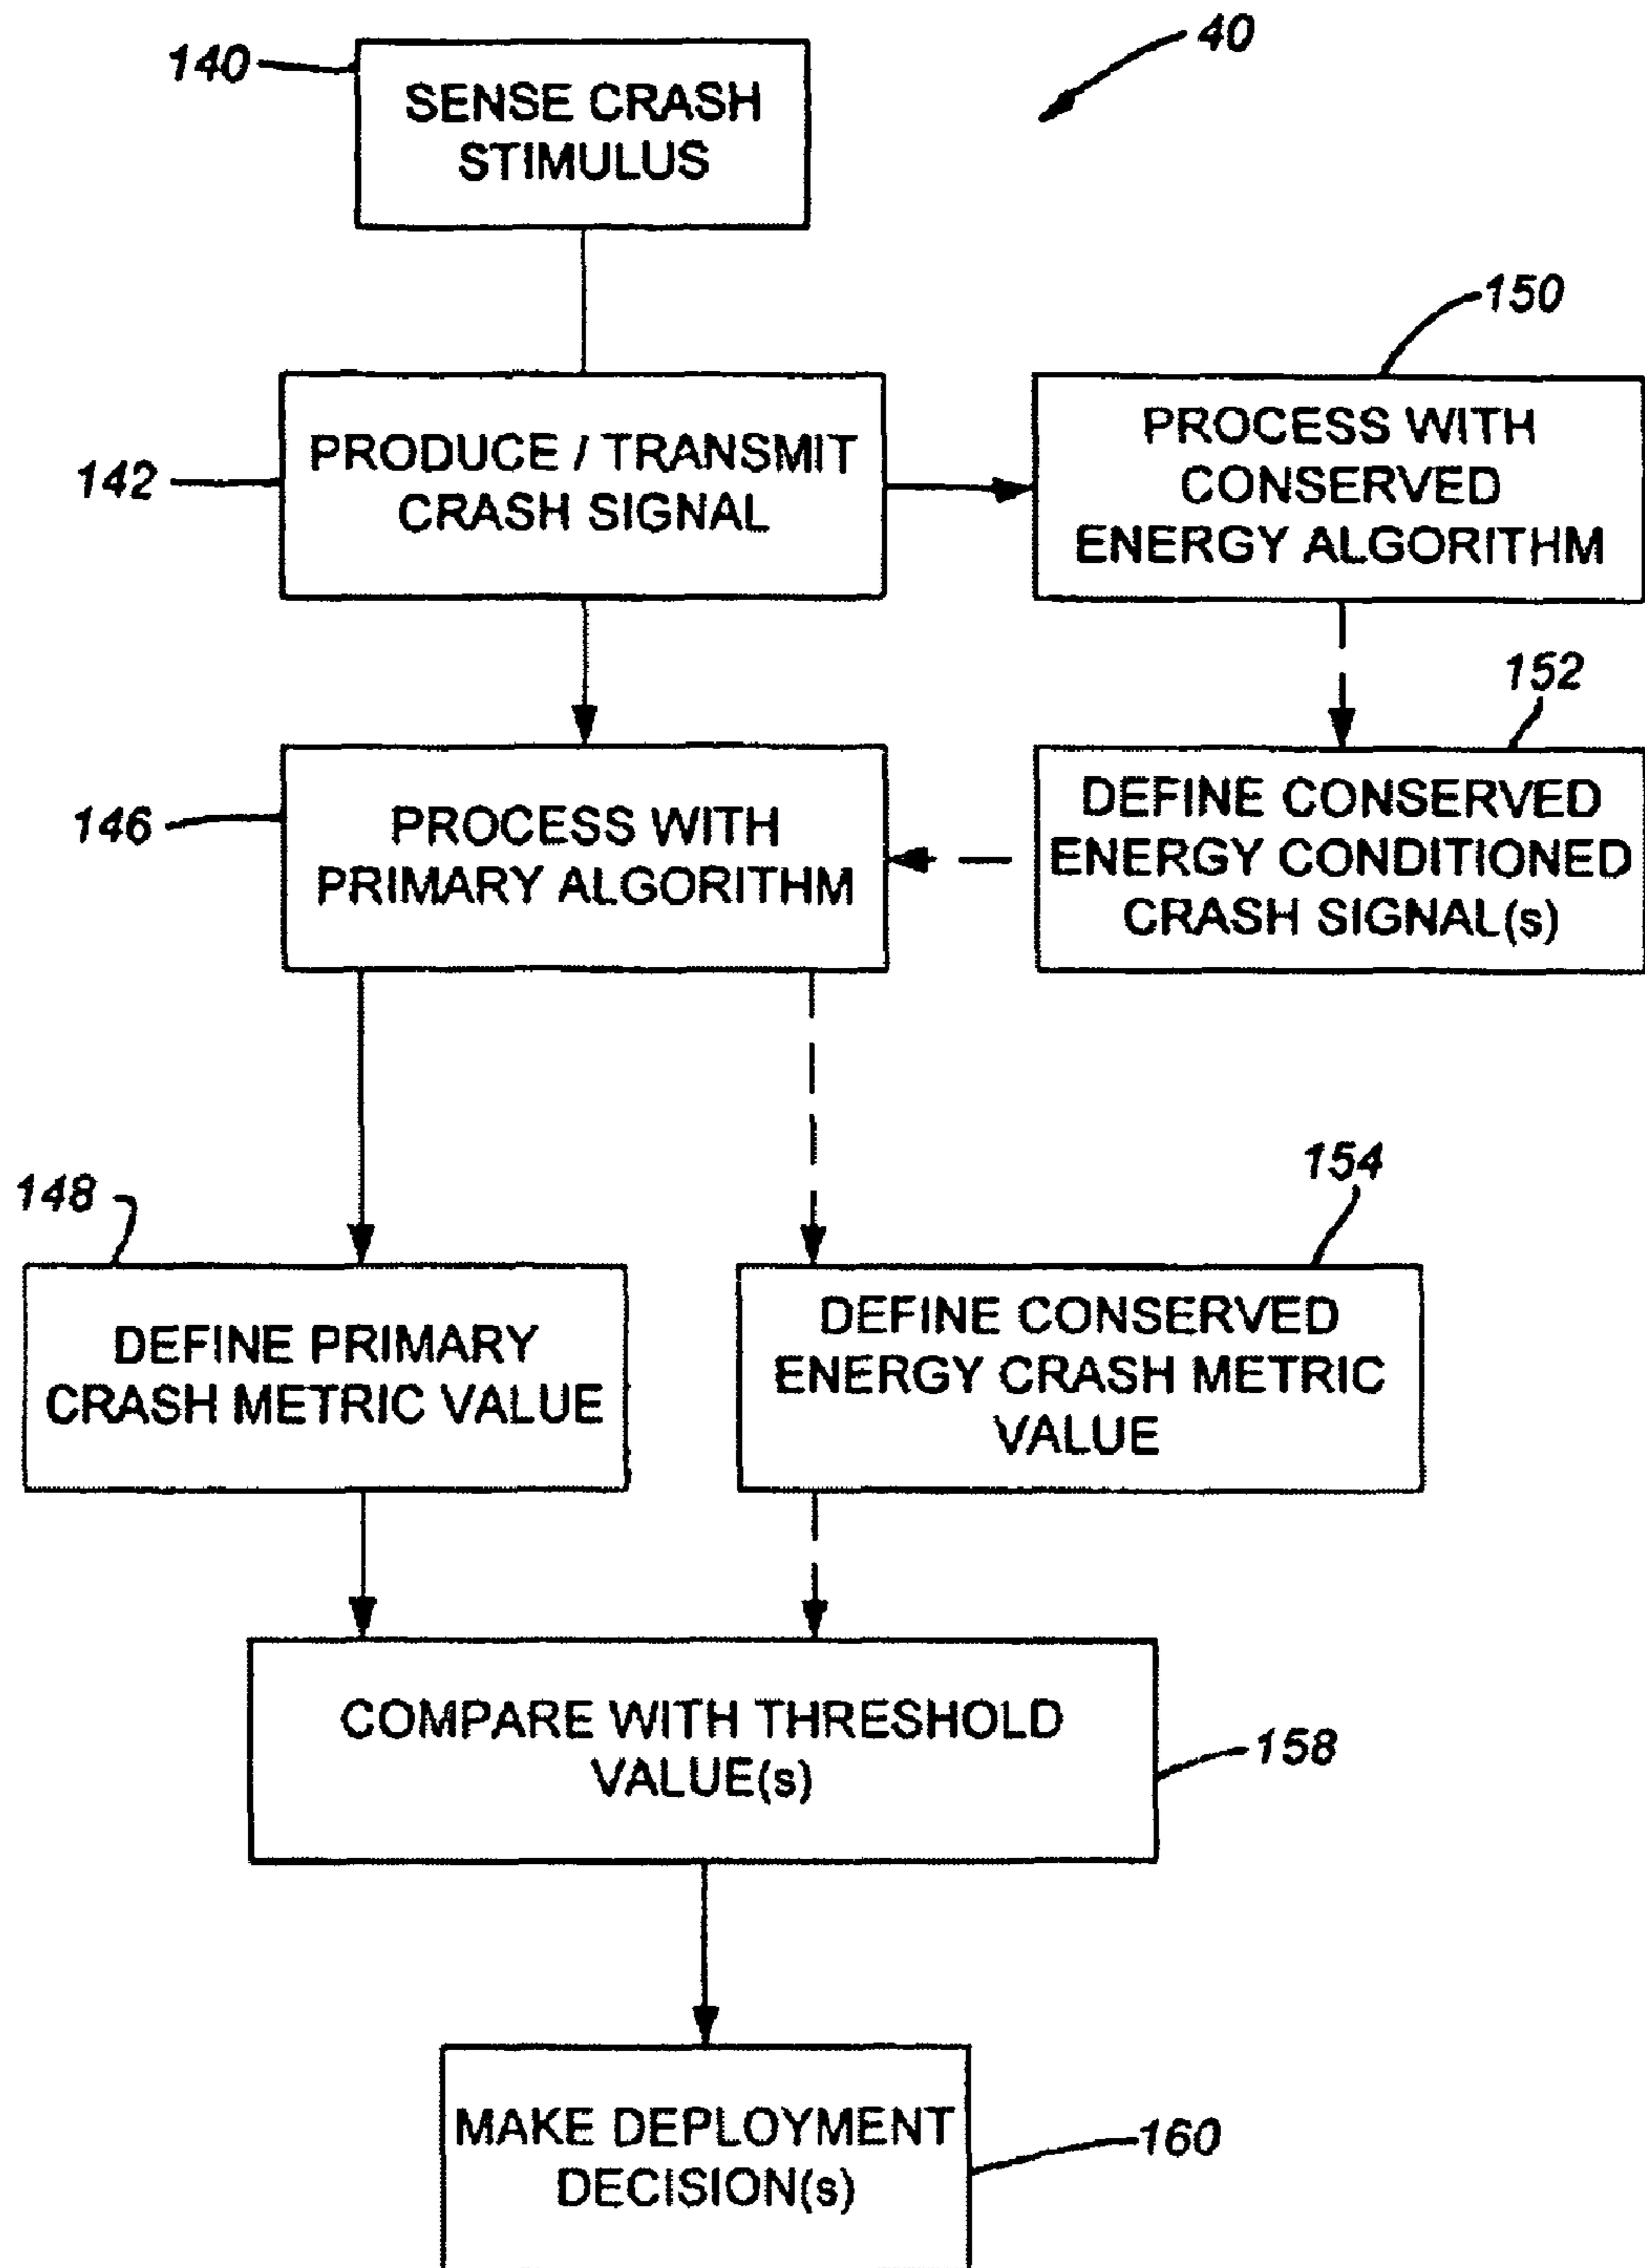 40
140
SENSE CRASH
STIMULUS
150
142
PRODUCE / TRANSMIT
CRASH SIGNAL
PROCESS WITH
CONSERVED
ENERGY ALGORITHM
152
146
PROCESS WITH
PRIMARY ALGORITHM
DEFINE CONSERVED
ENERGY CONDITIONED
CRASH SIGNAL(s)
148
154
DEFINE PRIMARY
CRASH METRIC VALUE
DEFINE CONSERVED
ENERGY CRASH METRIC
VALUE
COMPARE WITH THRESHOLD
VALUE(s)
158
MAKE DEPLOYMENT
DECISION(s)
160